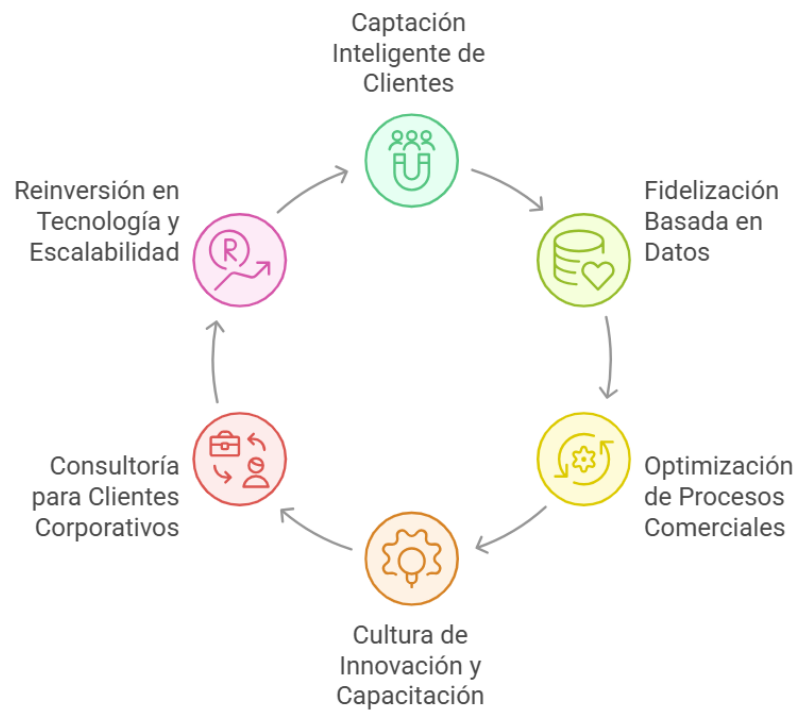 Captación
Inteligente de
Clientes
Fidelización
Basada en
Datos
Optimización
de Procesos
Comerciales
Cultura de
Innovación y
Capacitación
Consultoría
para Clientes
Corporativos
Reinversión en
Tecnología y
Escalabilidad
R